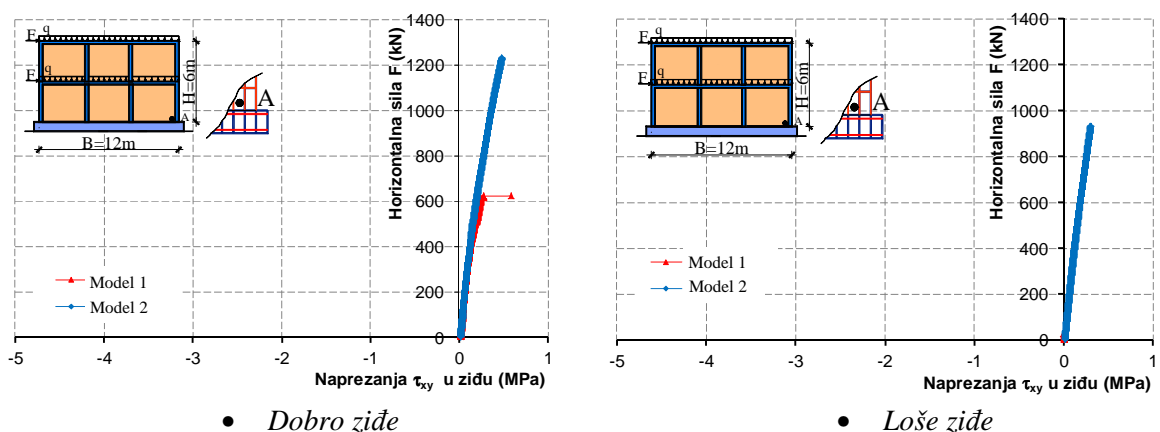 1400
1200
1000
800
600
400
200
0
Horizontalna sila F (kN)
-5 -4 -3 -2 -1 0 1
Naprezanja τxy u ziđu (MPa)
q
F
q
F
H=6m
A
B=12m
A
Model 1
Model 2
• Dobro ziđe
1400
1200
1000
800
600
400
200
0
Horizontalna sila F (kN)
-5 -4 -3 -2 -1 0 1
Naprezanja τxy u ziđu (MPa)
q
F
q
F
H=6m
A
B=12m
A
Model 1
Model 2
• Loše ziđe